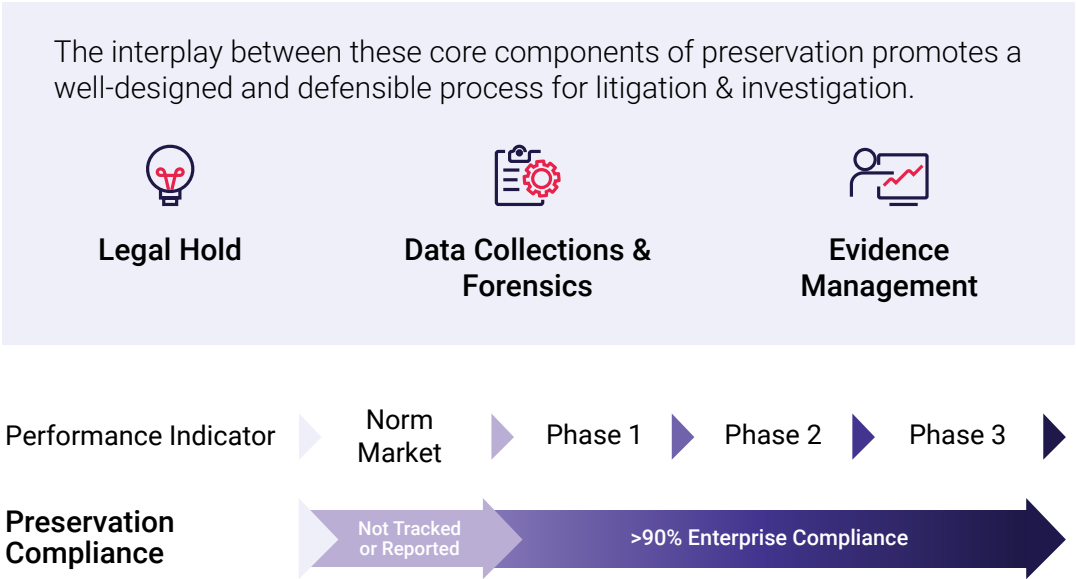 The interplay between these core components of preservation promotes a
well-designed and defensible process for litigation & investigation.
Legal Hold
Data Collections &
Forensics
Evidence
Management
Performance Indicator
Norm
Market
Phase 1
Phase 2
Phase 3
Preservation
Compliance
Not Tracked
or Reported
>90% Enterprise Compliance